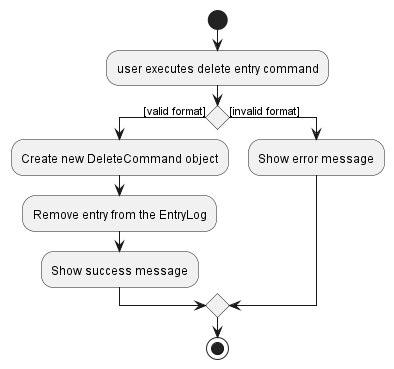 user executes delete entry command
[valid format]
[invalid format]
Create new DeleteCommand object
Show error message
Remove entry from the EntryLog
Show success message